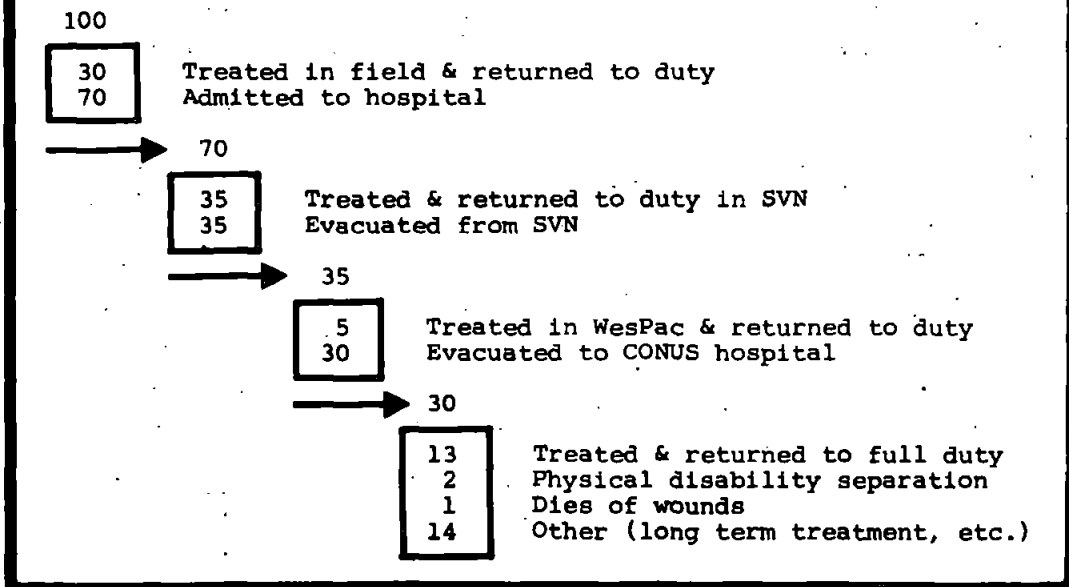 100
30 Treated in field & returned to duty
70 Admitted to hospital
70
35 Treated & returned to duty in SVN
35 Evacuated from SVN
35
5 Treated in WesPac & returned to duty
30 Evacuated to CONUS hospital
30
13 Treated & returned to full duty
2 Physical disability separation
1 Dies of wounds
14 Other (long term treatment, etc.)